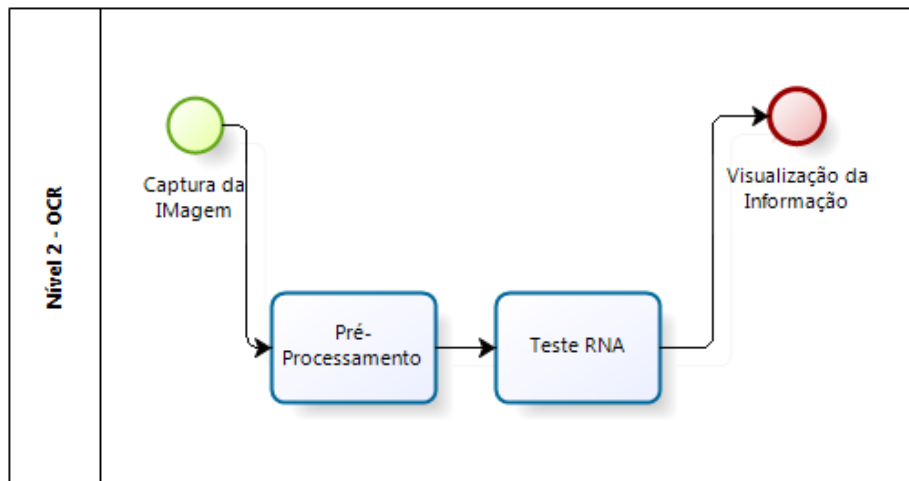 Nível 2 - OCR
Captura da
IMagem
Pré-
Processamento
Teste RNA
Visualização da
Informação